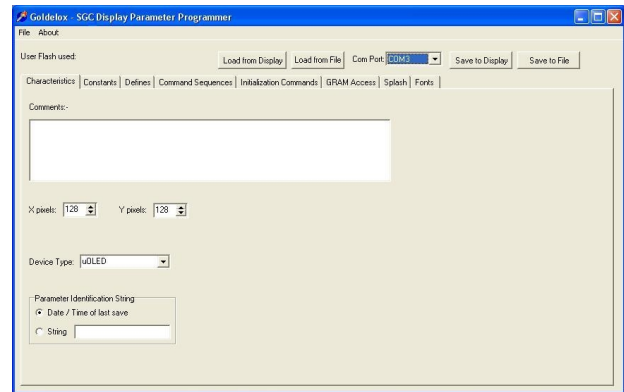 Goldelox - SGC Display Parameter Programmer
File About
User Flash used: Load from Display Load from File Com Port: COM3 Save to Display Save to File
Characteristics Constants Defines Command Sequences Initialization Commands GRAM Access Splash Fonts
Comments:-
X pixels: 128 Y pixels: 128
Device Type: uOLED
Parameter Identification String
Date / Time of last save
String